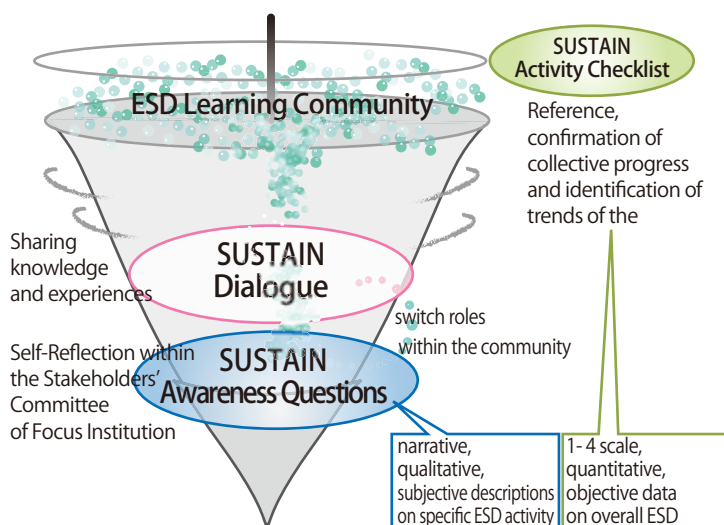 ESD Learning Community
SUSTAIN
Activity Checklist
Reference,
confirmation of
collective progress
and identification of
trends of the
Sharing
knowledge
and experiences
SUSTAIN
Dialogue
switch roles
within the community
Self-Reflection within
the Stakeholders'
Committee
of Focus Institution
SUSTAIN
Awareness Questions
narrative,
qualitative,
subjective descriptions
on specific ESD activity
1- 4 scale,
quantitative,
objective data
on overall ESD